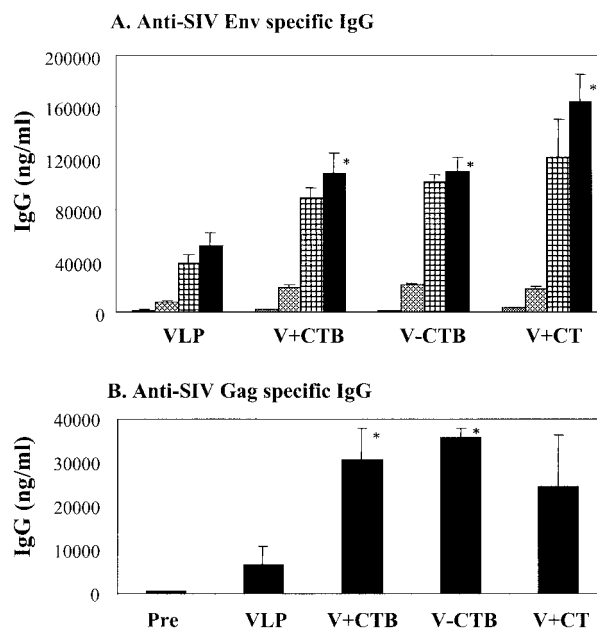 A. Anti-SIV Env specific IgG
200000
160000
120000
80000
40000
0
IgG (ng/ml)
* * *
VLP V+CTB V-CTB V+CT
B. Anti-SIV Gag specific IgG
40000
30000
20000
10000
0
IgG (ng/ml)
* *
Pre VLP V+CTB V-CTB V+CT